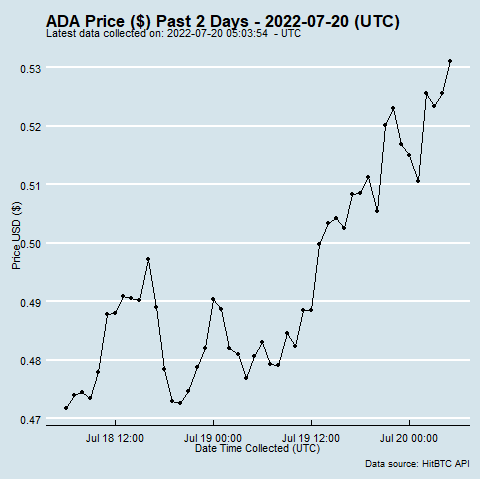 ADA Price ($) Past 2 Days - 2022-07-20 (UTC)
Latest data collected on: 2022-07-20 05:03:54 - UTC
0.53
0.52
0.51
0.50
0.49
0.48
0.47
Price USD ($)
Jul 18 12:00 Jul 19 00:00 Jul 19 12:00 Jul 20 00:00
Date Time Collected (UTC)
Data source: HitBTC API